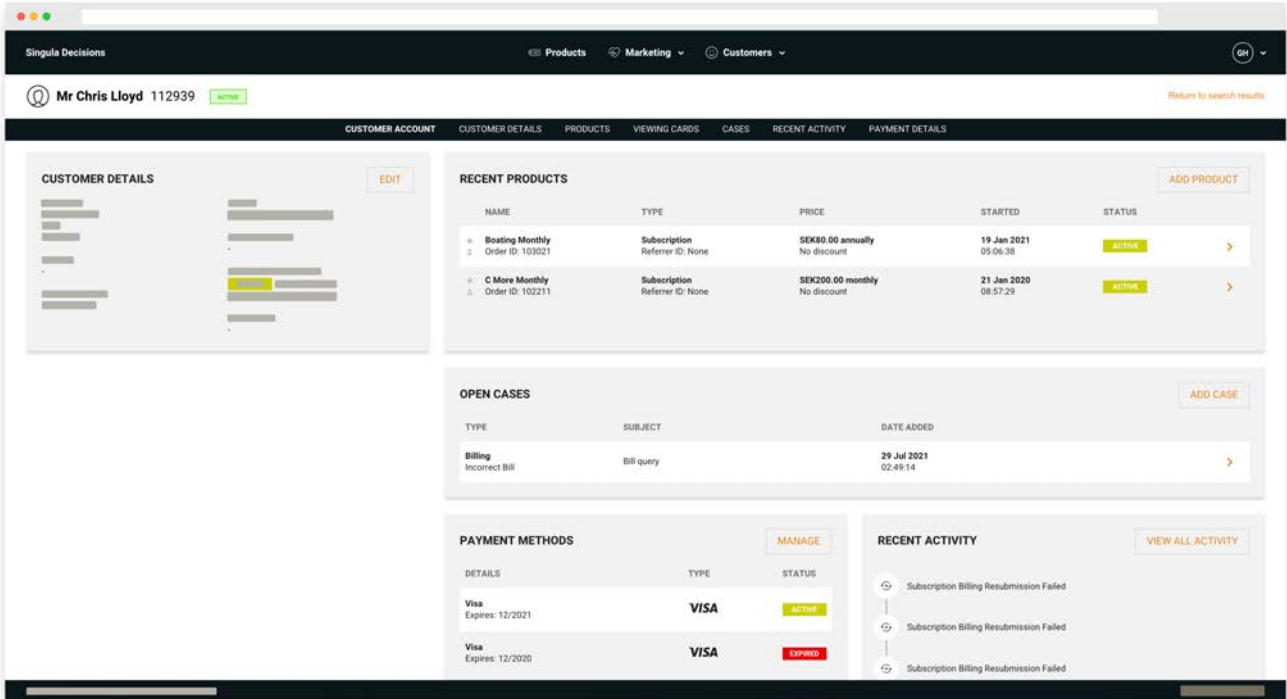 Singula Decisions
Products
Marketing
Customers
GH
Mr Chris Lloyd 112939 ACTIVE
Return to search results
CUSTOMER ACCOUNT CUSTOMER DETAILS PRODUCTS VIEWING CARDS CASES RECENT ACTIVITY PAYMENT DETAILS
CUSTOMER DETAILS
EDIT
RECENT PRODUCTS
ADD PRODUCT
NAME TYPE PRICE STARTED STATUS
Boating Monthly Subscription SEK80.00 annually 19 Jan 2021 ACTIVE
Order ID: 103021 Referrer ID: None No discount 05:06:38
C More Monthly Subscription SEK200.00 monthly 21 Jan 2020 ACTIVE
Order ID: 102211 Referrer ID: None No discount 08:57:29
OPEN CASES
ADD CASE
TYPE SUBJECT DATE ADDED
Billing Bill query 29 Jul 2021
Incorrect Bill 02:49:14
PAYMENT METHODS
MANAGE
DETAILS TYPE STATUS
Visa VISA ACTIVE
Expires: 12/2021
Visa VISA EXPIRED
Expires: 12/2020
RECENT ACTIVITY
VIEW ALL ACTIVITY
Subscription Billing Resubmission Failed
Subscription Billing Resubmission Failed
Subscription Billing Resubmission Failed